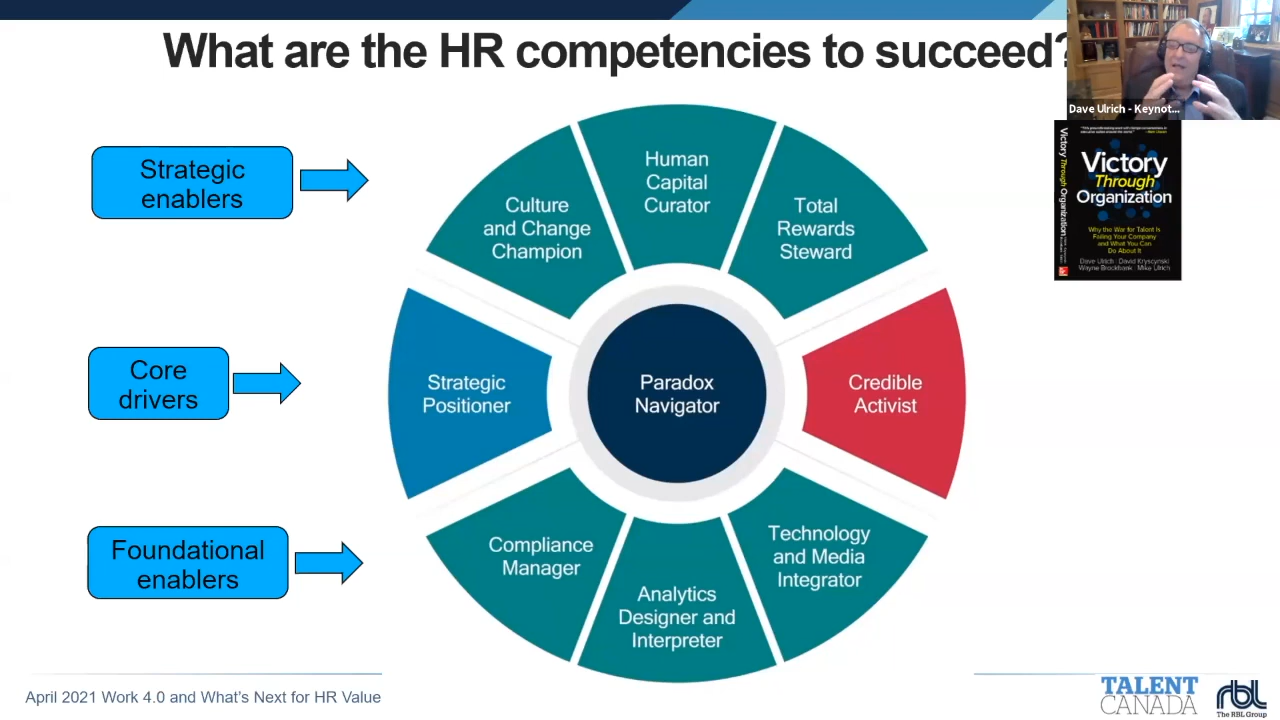 What are the HR competencies to succeed?
Dave Ulrich - Keynot...
Strategic
enablers
Core
drivers
Foundational
enablers
Culture
and Change
Champion
Human
Capital
Curator
Total
Rewards
Steward
Strategic
Positioner
Paradox
Navigator
Credible
Activist
Compliance
Manager
Analytics
Designer and
Interpreter
Technology
and Media
Integrator
Victory Through Organization
Victory
Through
Organization
Why the War for Talent Is
Failing Your Company
and What You Can
Do About It
Dave Ulrich David Kryscynski
Wayne Brockbank Mike Ulrich
April 2021 Work 4.0 and What's Next for HR Value
TALENT
CANADA
rbl
The RBL Group